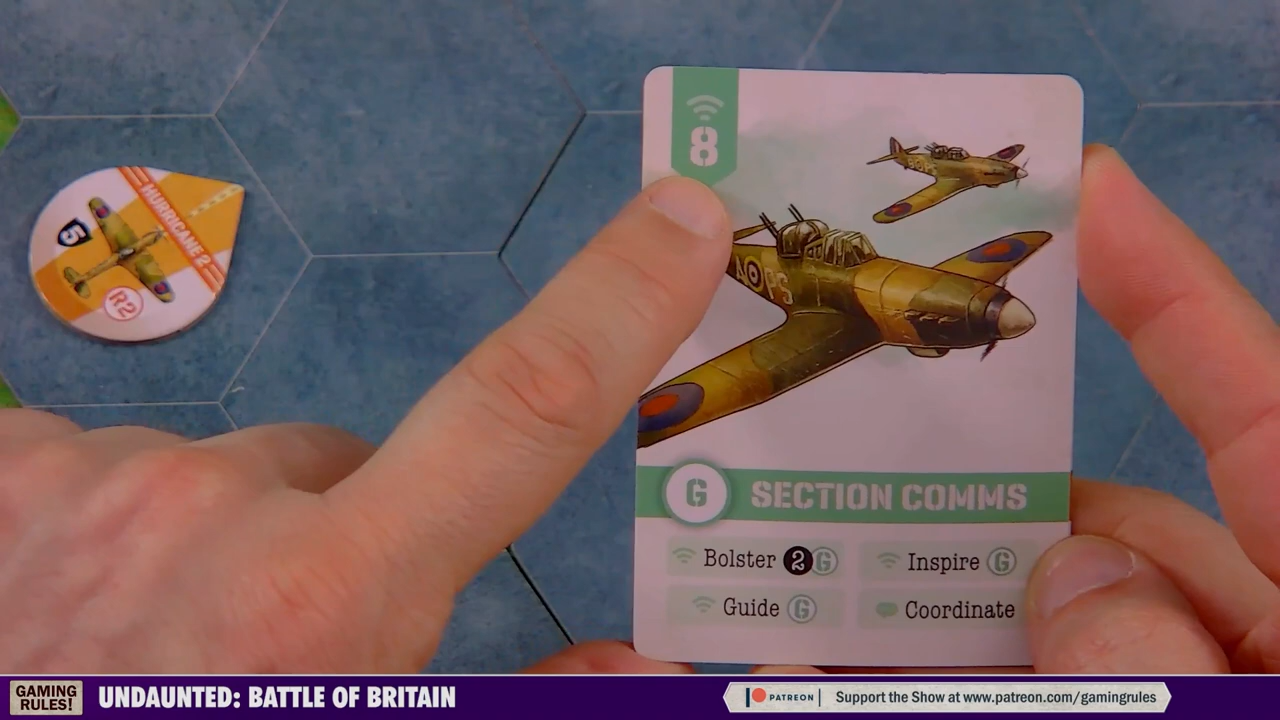 8
HURRICANE 2
5
R2
N PS
G SECTION COMMS
Bolster 2 G
Inspire G
Guide G
Coordinate
GAMING RULES!
UNDAUNTED: BATTLE OF BRITAIN
PATREON
Support the Show at www.patreon.com/gamingrules